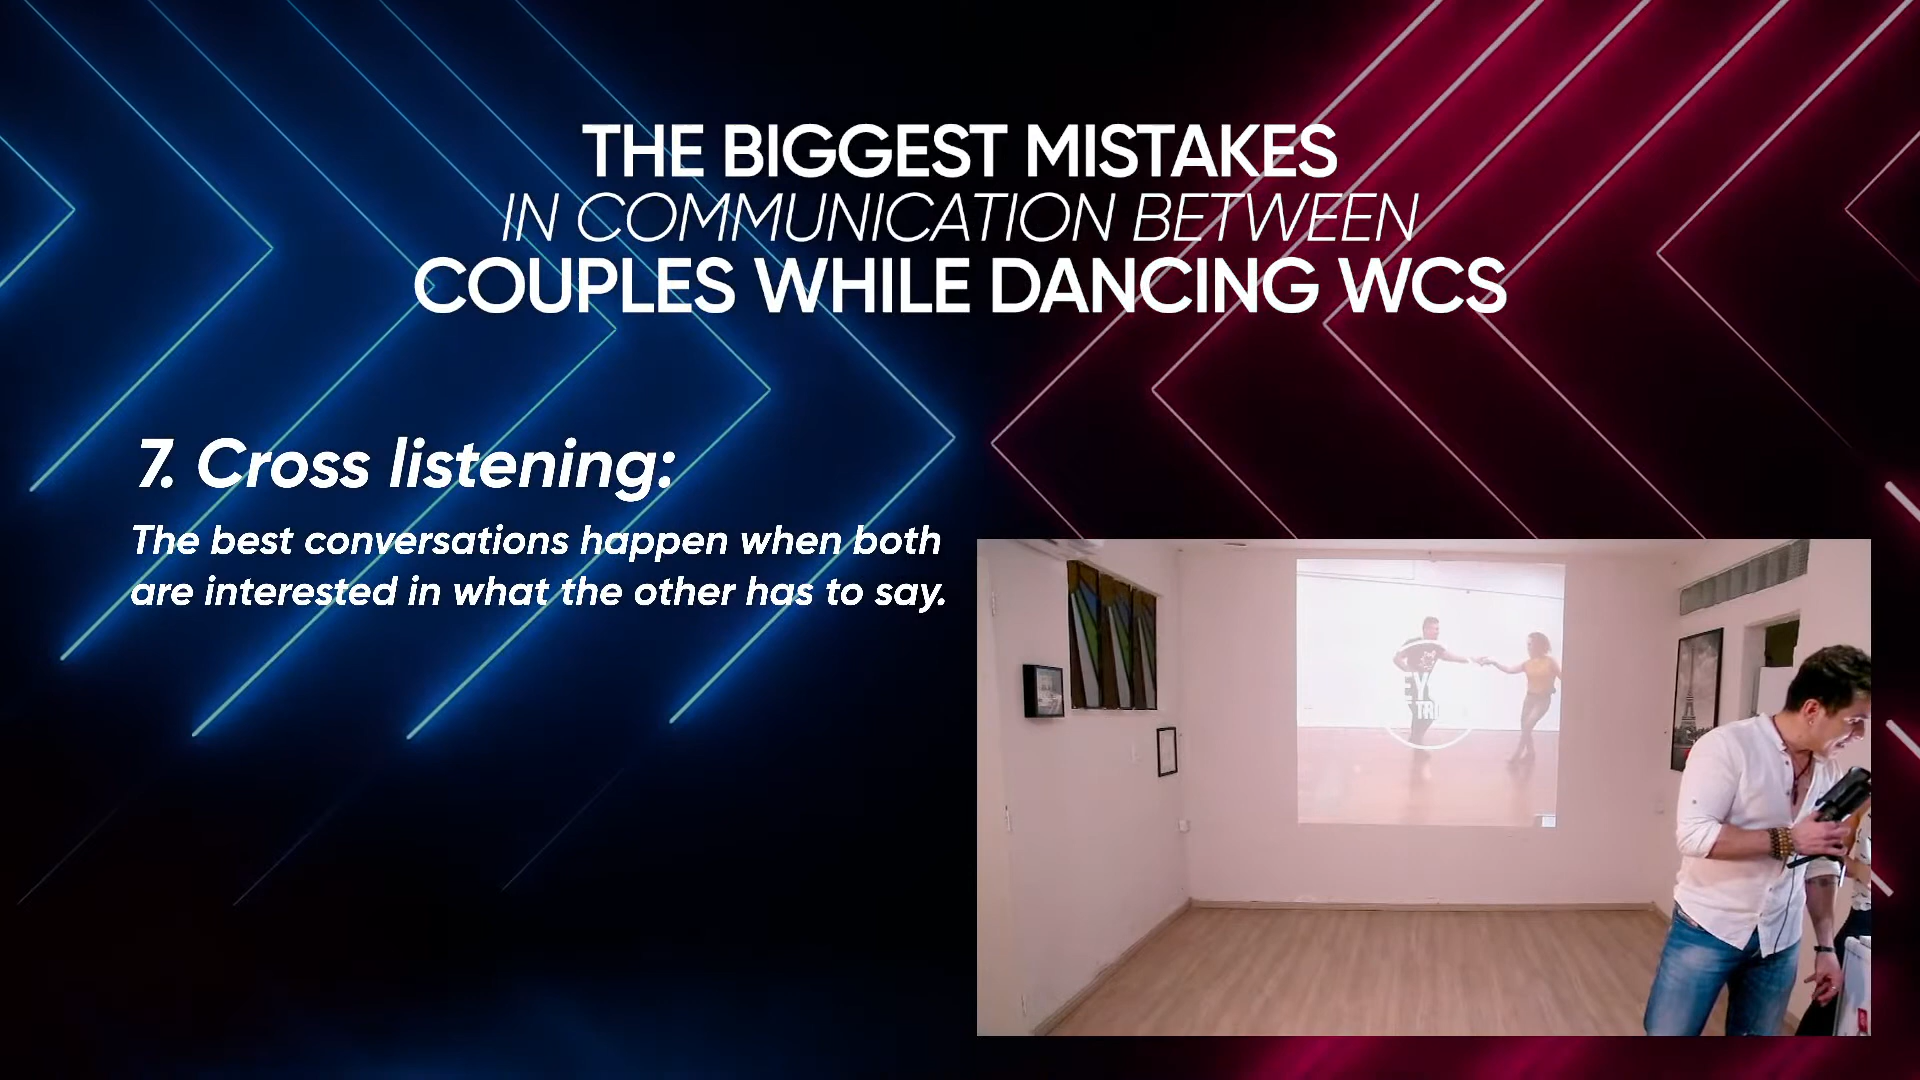 THE BIGGEST MISTAKES
IN COMMUNICATION BETWEEN
COUPLES WHILE DANCING WCS
7. Cross listening:
The best conversations happen when both
are interested in what the other has to say.